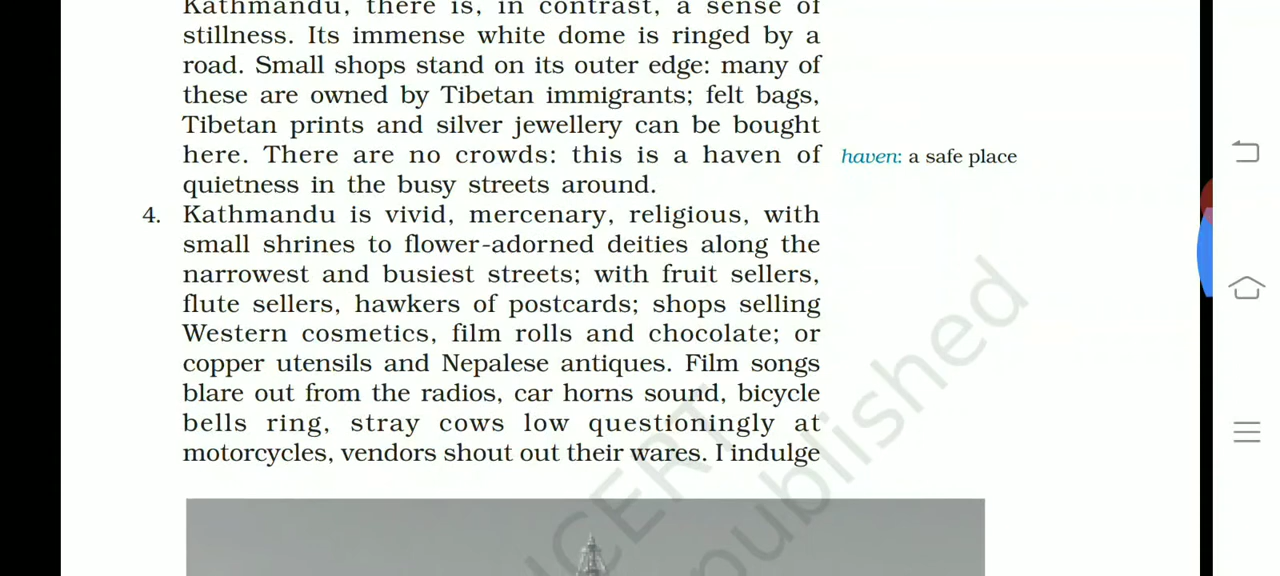 Kathmandu, there is, in contrast, a sense of
stillness. Its immense white dome is ringed by a
road. Small shops stand on its outer edge: many of
these are owned by Tibetan immigrants; felt bags,
Tibetan prints and silver jewellery can be bought
here. There are no crowds: this is a haven of
quietness in the busy streets around.
haven: a safe place
4. Kathmandu is vivid, mercenary, religious, with
small shrines to flower-adorned deities along the
narrowest and busiest streets; with fruit sellers,
flute sellers, hawkers of postcards; shops selling
Western cosmetics, film rolls and chocolate; or
copper utensils and Nepalese antiques. Film songs
blare out from the radios, car horns sound, bicycle
bells ring, stray cows low questioningly at
motorcycles, vendors shout out their wares. I indulge
NCERT
published